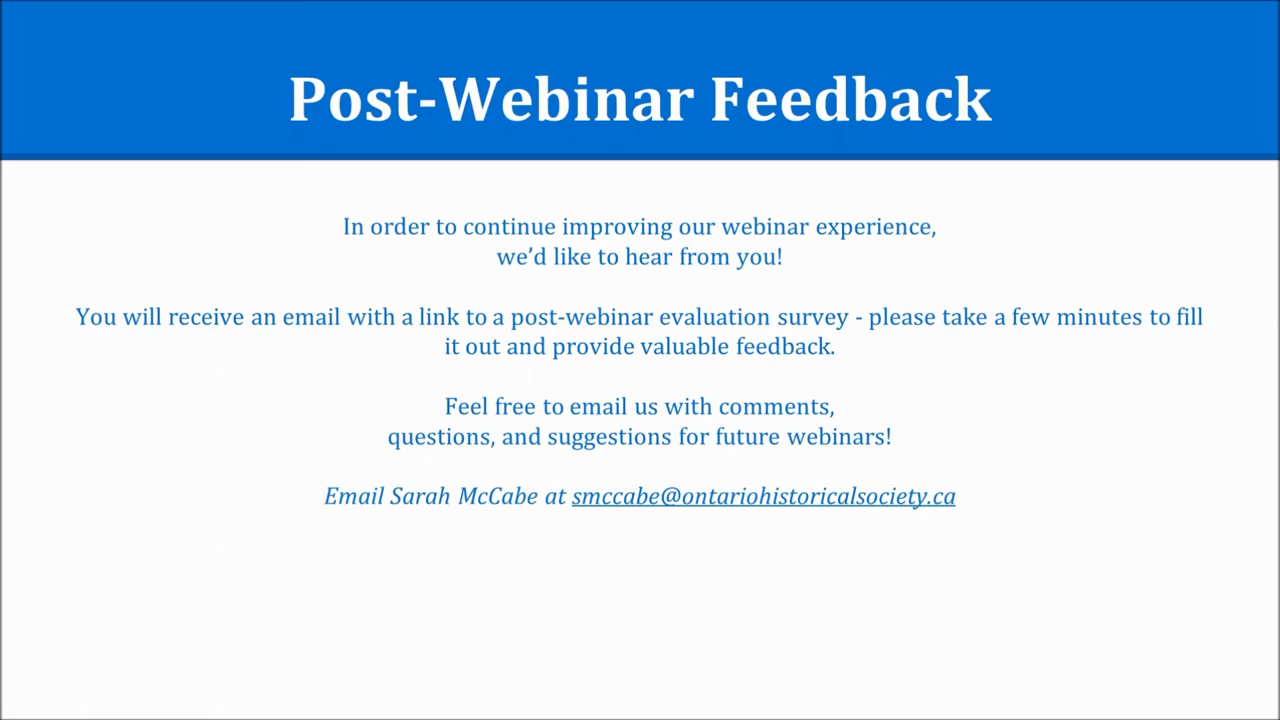 Post-Webinar Feedback
In order to continue improving our webinar experience,
we’d like to hear from you!
You will receive an email with a link to a post-webinar evaluation survey - please take a few minutes to fill
it out and provide valuable feedback.
Feel free to email us with comments,
questions, and suggestions for future webinars!
Email Sarah McCabe at smccabe@ontariohistoricalsociety.ca